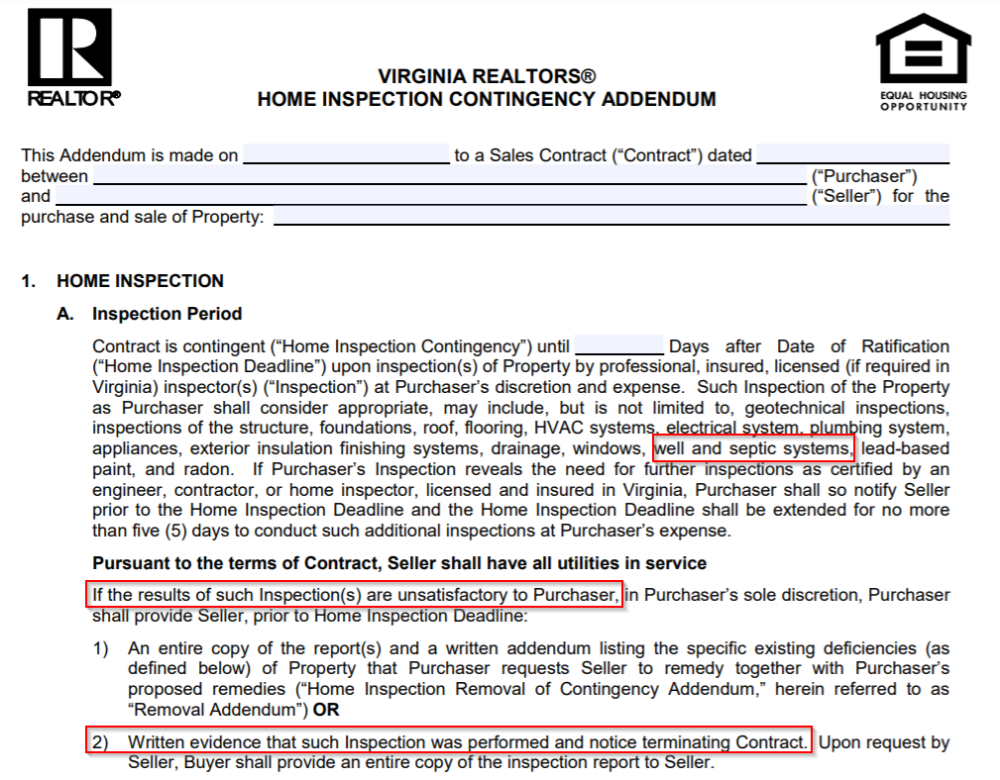 REALTOR®
EQUAL HOUSING
OPPORTUNITY
VIRGINIA REALTORS®
HOME INSPECTION CONTINGENCY ADDENDUM
This Addendum is made on to a Sales Contract (“Contract”) dated
between (“Purchaser”)
and (“Seller”) for the
purchase and sale of Property:
1. HOME INSPECTION
A. Inspection Period
Contract is contingent (“Home Inspection Contingency”) until Days after Date of Ratification
(“Home Inspection Deadline”) upon inspection(s) of Property by professional, insured, licensed (if required in
Virginia) inspector(s) (“Inspection”) at Purchaser’s discretion and expense. Such Inspection of the Property
as Purchaser shall consider appropriate, may include, but is not limited to, geotechnical inspections,
inspections of the structure, foundations, roof, flooring, HVAC systems, electrical system, plumbing system,
appliances, exterior insulation finishing systems, drainage, windows, well and septic systems, lead-based
paint, and radon. If Purchaser’s Inspection reveals the need for further inspections as certified by an
engineer, contractor, or home inspector, licensed and insured in Virginia, Purchaser shall so notify Seller
prior to the Home Inspection Deadline and the Home Inspection Deadline shall be extended for no more
than five (5) days to conduct such additional inspections at Purchaser’s expense.
Pursuant to the terms of Contract, Seller shall have all utilities in service
If the results of such Inspection(s) are unsatisfactory to Purchaser, in Purchaser’s sole discretion, Purchaser
shall provide Seller, prior to Home Inspection Deadline:
1) An entire copy of the report(s) and a written addendum listing the specific existing deficiencies (as
defined below) of Property that Purchaser requests Seller to remedy together with Purchaser’s
proposed remedies (“Home Inspection Removal of Contingency Addendum,” herein referred to as
“Removal Addendum”) OR
2) Written evidence that such Inspection was performed and notice terminating Contract. Upon request by
Seller, Buyer shall provide an entire copy of the inspection report to Seller.